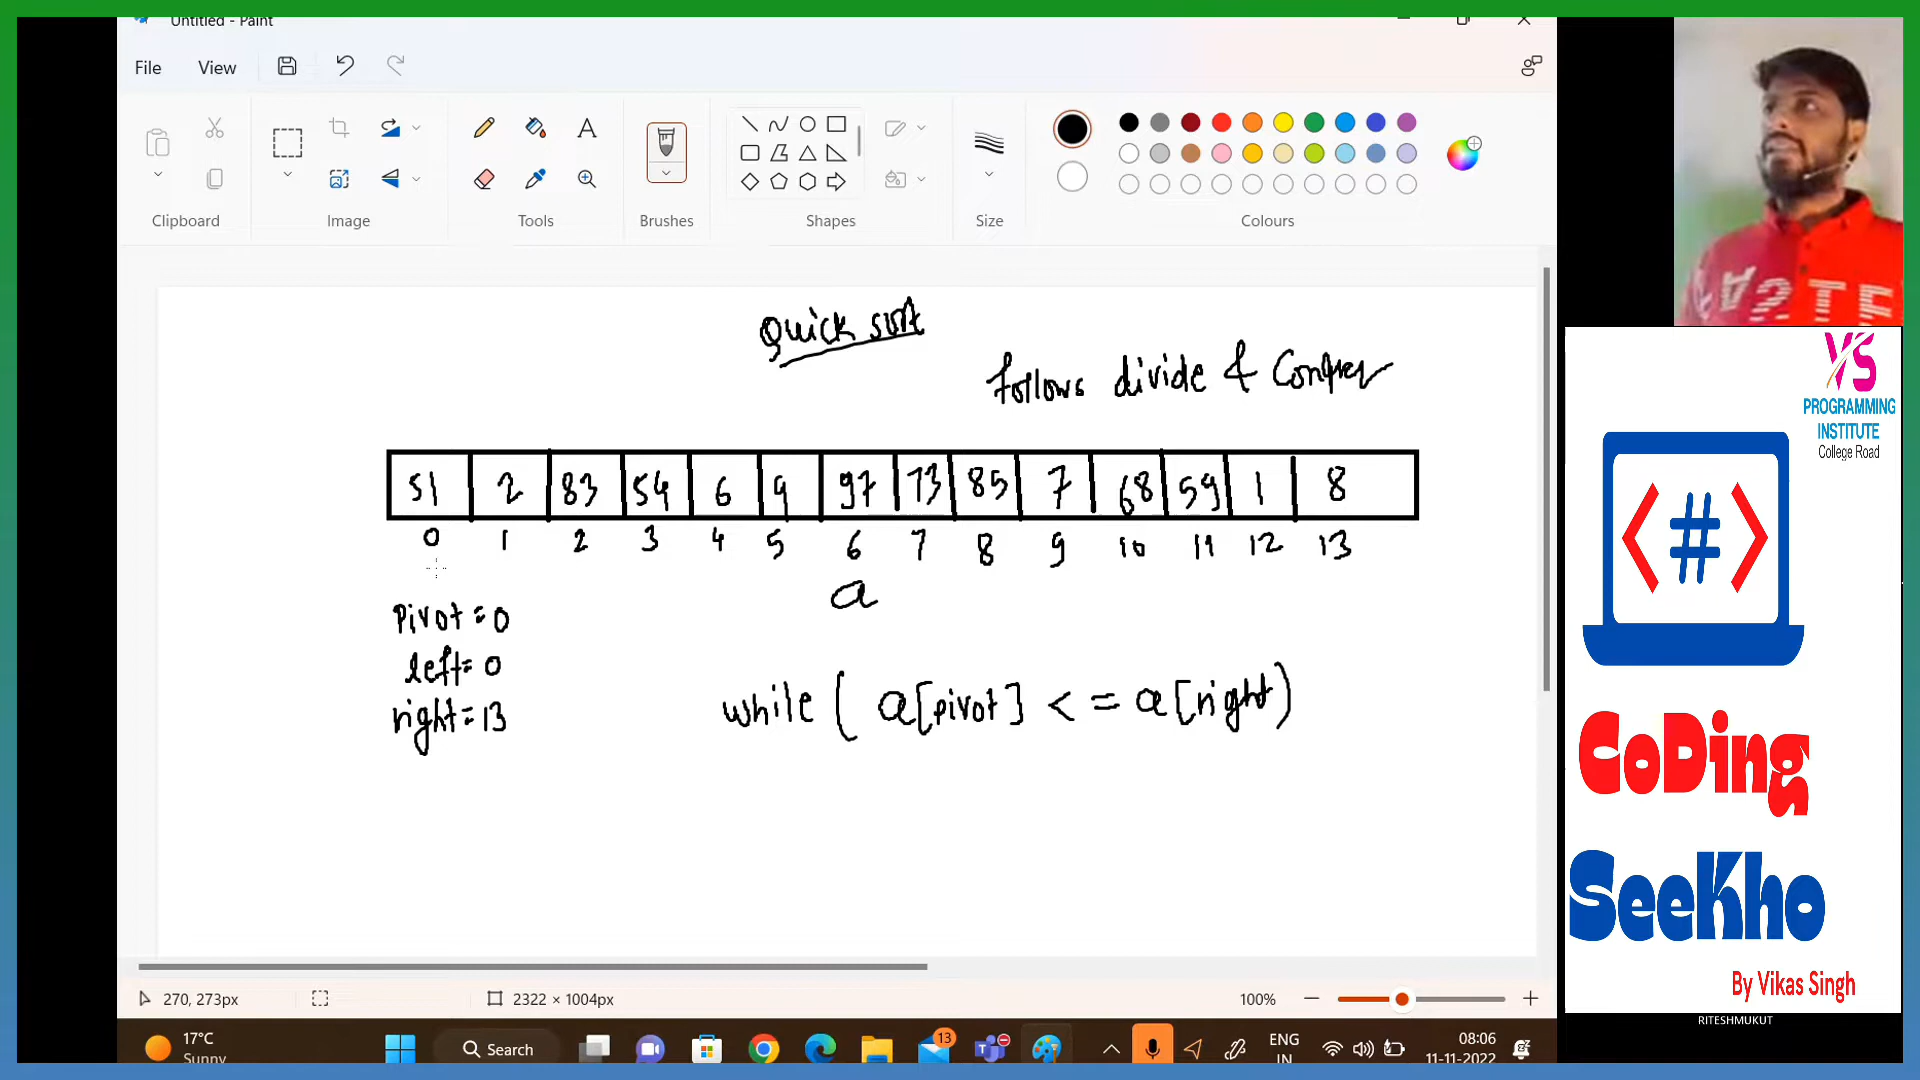 Untitled - Paint
File View
Clipboard Image Tools Brushes Shapes Size Colours
Quick sort
follows divide & Conquer
51 2 83 54 6 9 97 73 85 7 68 59 1 8
0 1 2 3 4 5 6 7 8 9 10 11 12 13
a
Pivot = 0
left = 0
right = 13
while ( a[pivot] < = a[right)
270, 273px
2322 × 1004px
100%
17°C
Sunny
Search
13
ENG
IN
08:06
11-11-2022
VS
PROGRAMMING
INSTITUTE
College Road
< # >
CoDing
SeeKho
By Vikas Singh
RITESHMUKUT